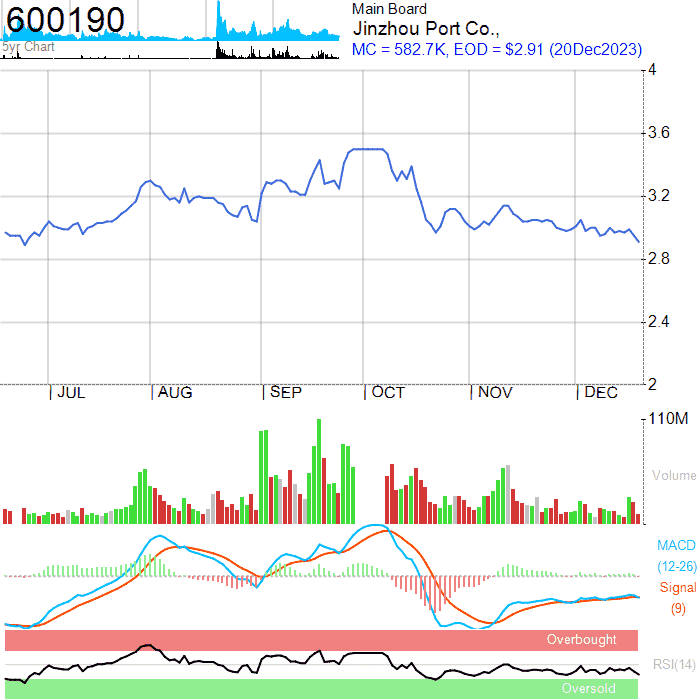 600190
5yr Chart
Main Board
Jinzhou Port Co.,
MC = 582.7K, EOD = $2.91 (20Dec2023)
4
3.6
3.2
2.8
2.4
2
JUL AUG SEP OCT NOV DEC
110M
Volume
MACD
(12-26)
Signal
(9)
Overbought
RSI(14)
Oversold